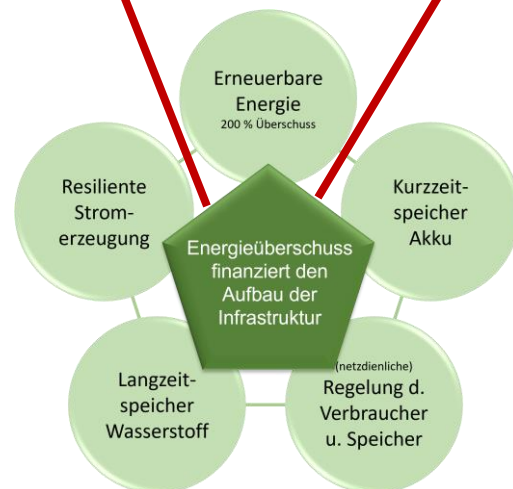 Erneuerbare
Energie
200 % Überschuss
Resiliente
Strom-
erzeugung
Kurzzeit-
speicher
Akku
Energieüberschuss
finanziert den
Aufbau der
Infrastruktur
Langzeit-
speicher
Wasserstoff
(netzdienliche)
Regelung d.
Verbraucher
u. Speicher